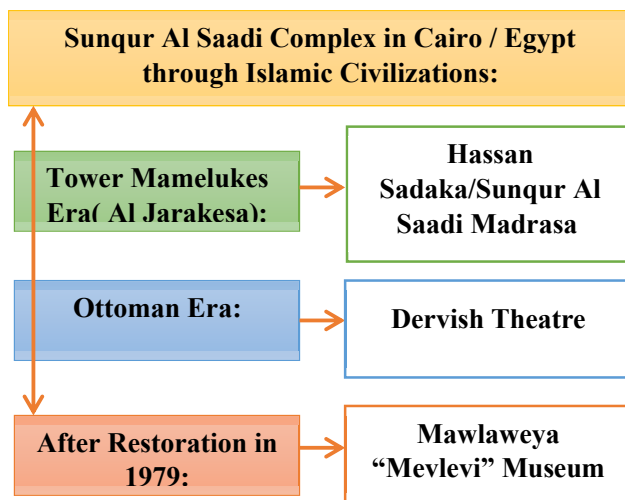 Sunqur Al Saadi Complex in Cairo / Egypt
through Islamic Civilizations:
Tower Mamelukes
Era( Al Jarakesa):
Hassan
Sadaka/Sunqur Al
Saadi Madrasa
Ottoman Era:
Dervish Theatre
After Restoration in
1979:
Mawlaweya
“Mevlevi” Museum